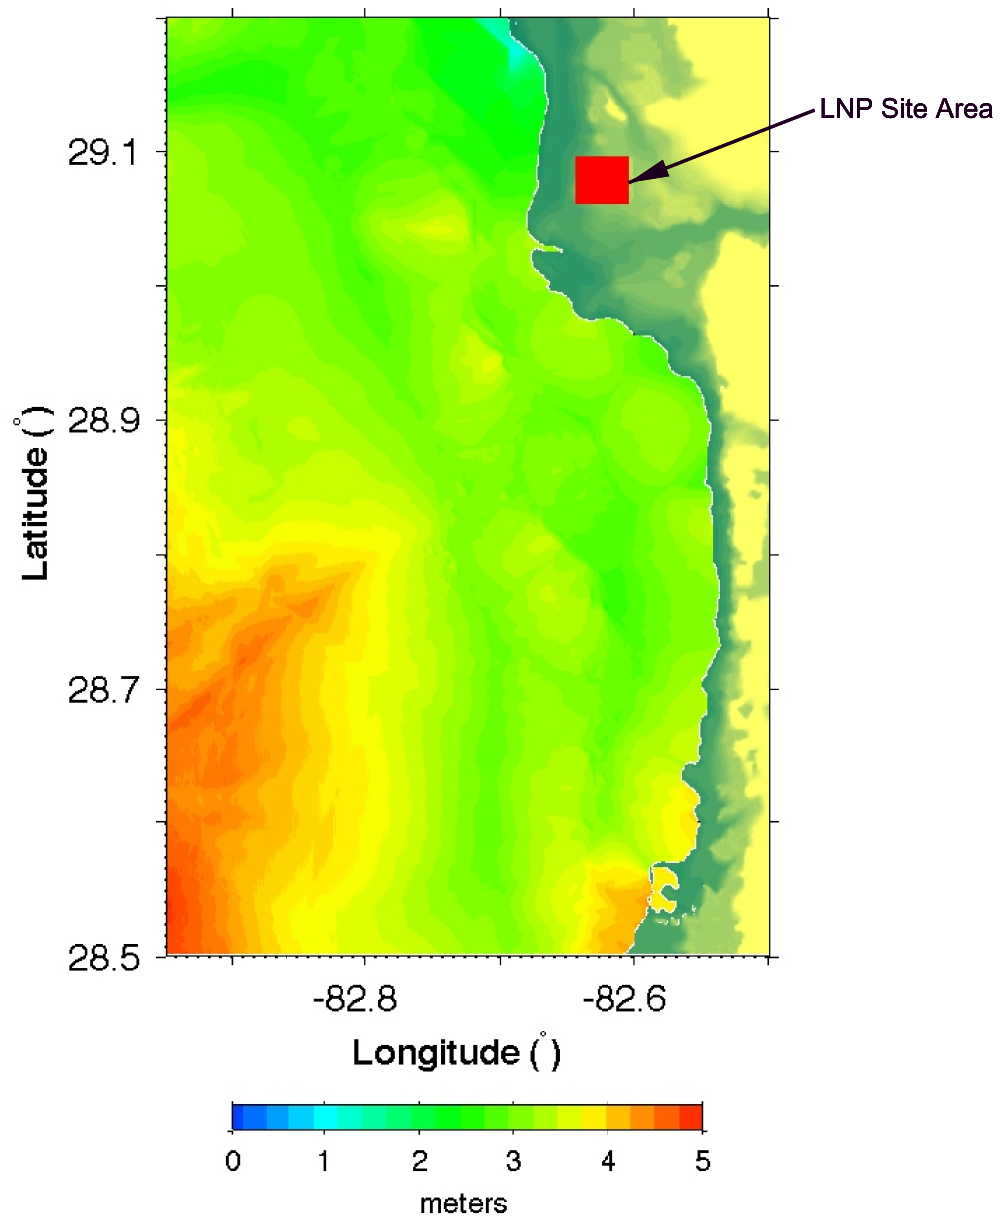 LNP Site Area
29.1
28.9
28.7
28.5
Latitude (°)
-82.8 -82.6
Longitude (°)
0 1 2 3 4 5
meters